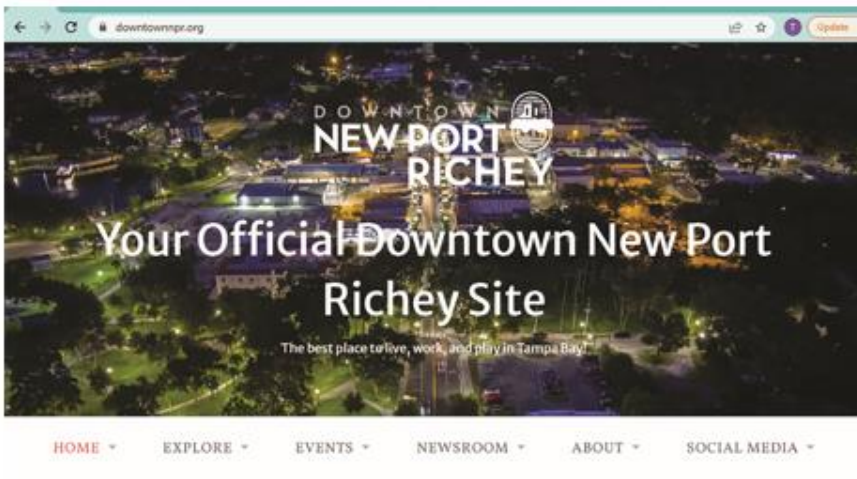 downtownnpr.org
T
Update
DOWNTOWN
NEW PORT
RICHEY
Your Official Downtown New Port
Richey Site
The best place to live, work, and play in Tampa Bay!
HOME EXPLORE EVENTS NEWSROOM ABOUT SOCIAL MEDIA